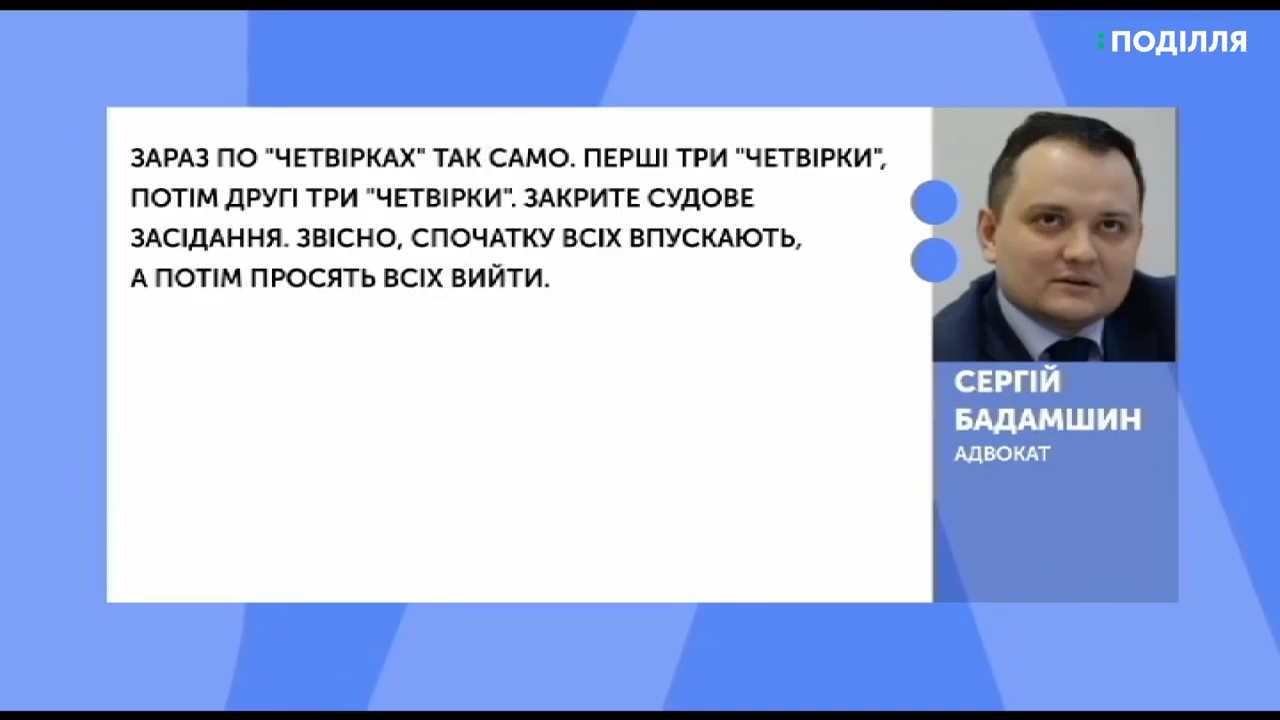 :ПОДІЛЛЯ
ЗАРАЗ ПО "ЧЕТВІРКАХ" ТАК САМО. ПЕРШІ ТРИ "ЧЕТВІРКИ",
ПОТІМ ДРУГІ ТРИ "ЧЕТВІРКИ". ЗАКРИТЕ СУДОВЕ
ЗАСІДАННЯ. ЗВІСНО, СПОЧАТКУ ВСІХ ВПУСКАЮТЬ,
А ПОТІМ ПРОСЯТЬ ВСІХ ВИЙТИ.
СЕРГІЙ
БАДАМШИН
АДВОКАТ